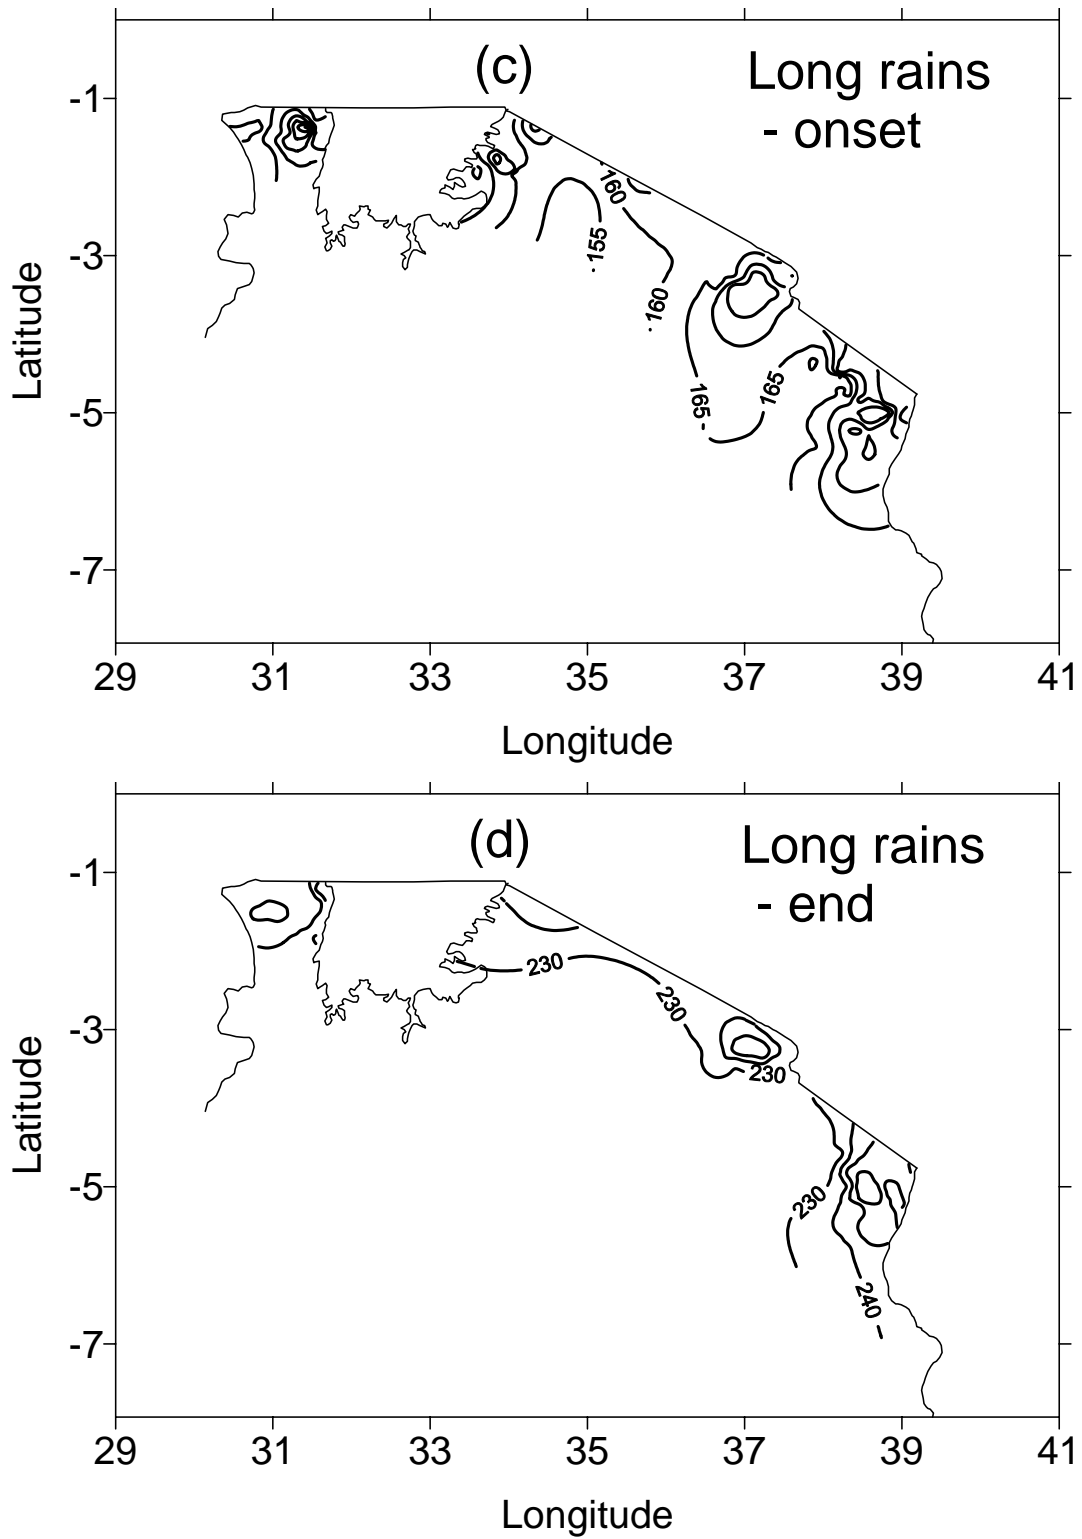 (c)
Long rains
- onset
Latitude
-1
-3
-5
-7
160
155
160
165
165
29 31 33 35 37 39 41
Longitude
(d)
Long rains
- end
Latitude
-1
-3
-5
-7
230
230
230
230
240
29 31 33 35 37 39 41
Longitude